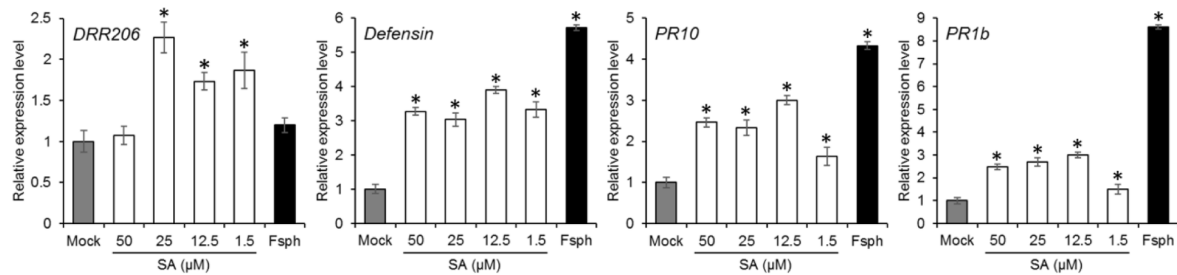 DRR206
Relative expression level
2.5
2
1.5
1
0.5
0
* * *
Mock 50 25 12.5 1.5 Fsph
SA (μM)
Defensin
Relative expression level
7
6
5
4
3
2
1
0
* * * * *
Mock 50 25 12.5 1.5 Fsph
SA (μM)
PR10
Relative expression level
5
4
3
2
1
0
* * * * *
Mock 50 25 12.5 1.5 Fsph
SA (μM)
PR1b
Relative expression level
9
8
7
6
5
4
3
2
1
0
* * * * *
Mock 50 25 12.5 1.5 Fsph
SA (μM)